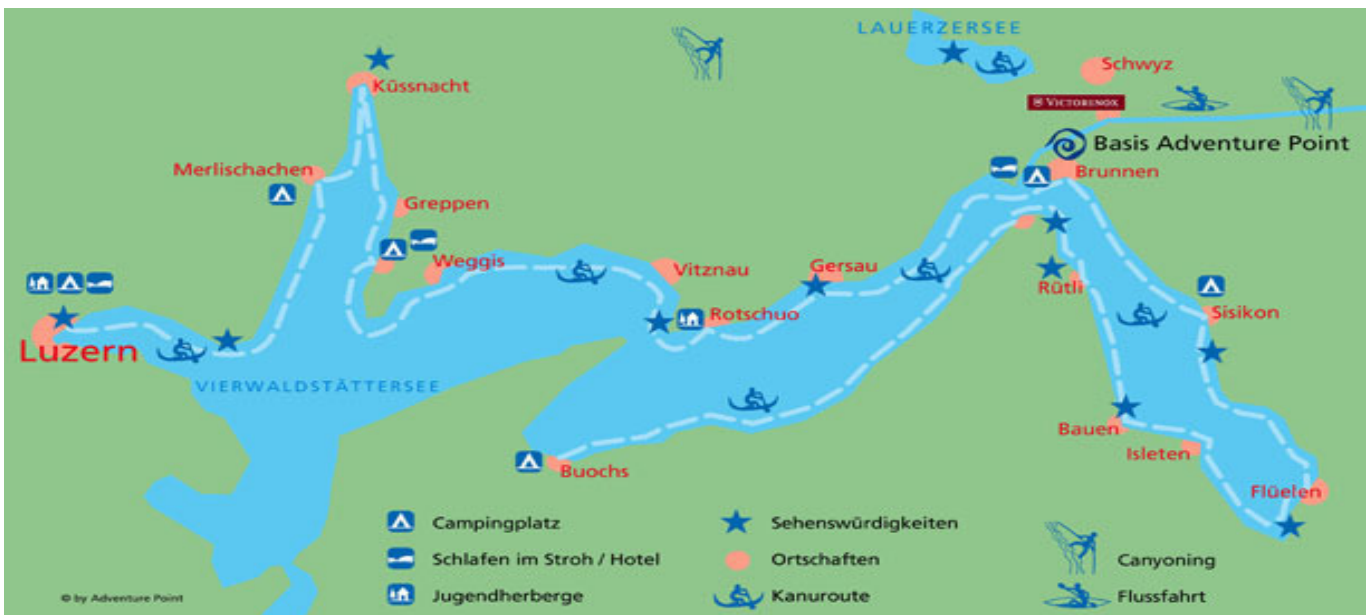 LAUERZERSEE
Küssnacht
Schwyz
VICTORINOX
Basis Adventure Point
Merlischachen
Brunnen
Greppen
Weggis
Vitznau
Gersau
Rütli
Rotschuo
Sisikon
Luzern
VIERWALDSTÄTTERSEE
Bauen
Isleten
Buochs
Flüelen
Campingplatz
Sehenswürdigkeiten
Schlafen im Stroh / Hotel
Ortschaften
Canyoning
© by Adventure Point
Jugendherberge
Kanuroute
Flussfahrt